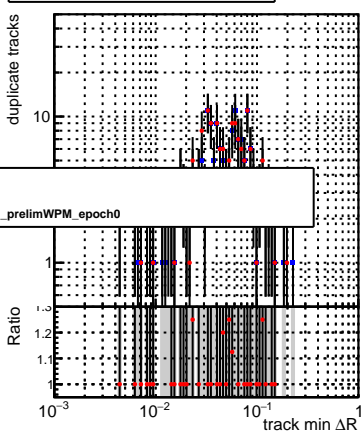 duplicate tracks
10
_prelimWPM_epoch0
1
Ratio
1.3
1.2
1.1
1
10−3 10−2 10−1 1
track min ΔR